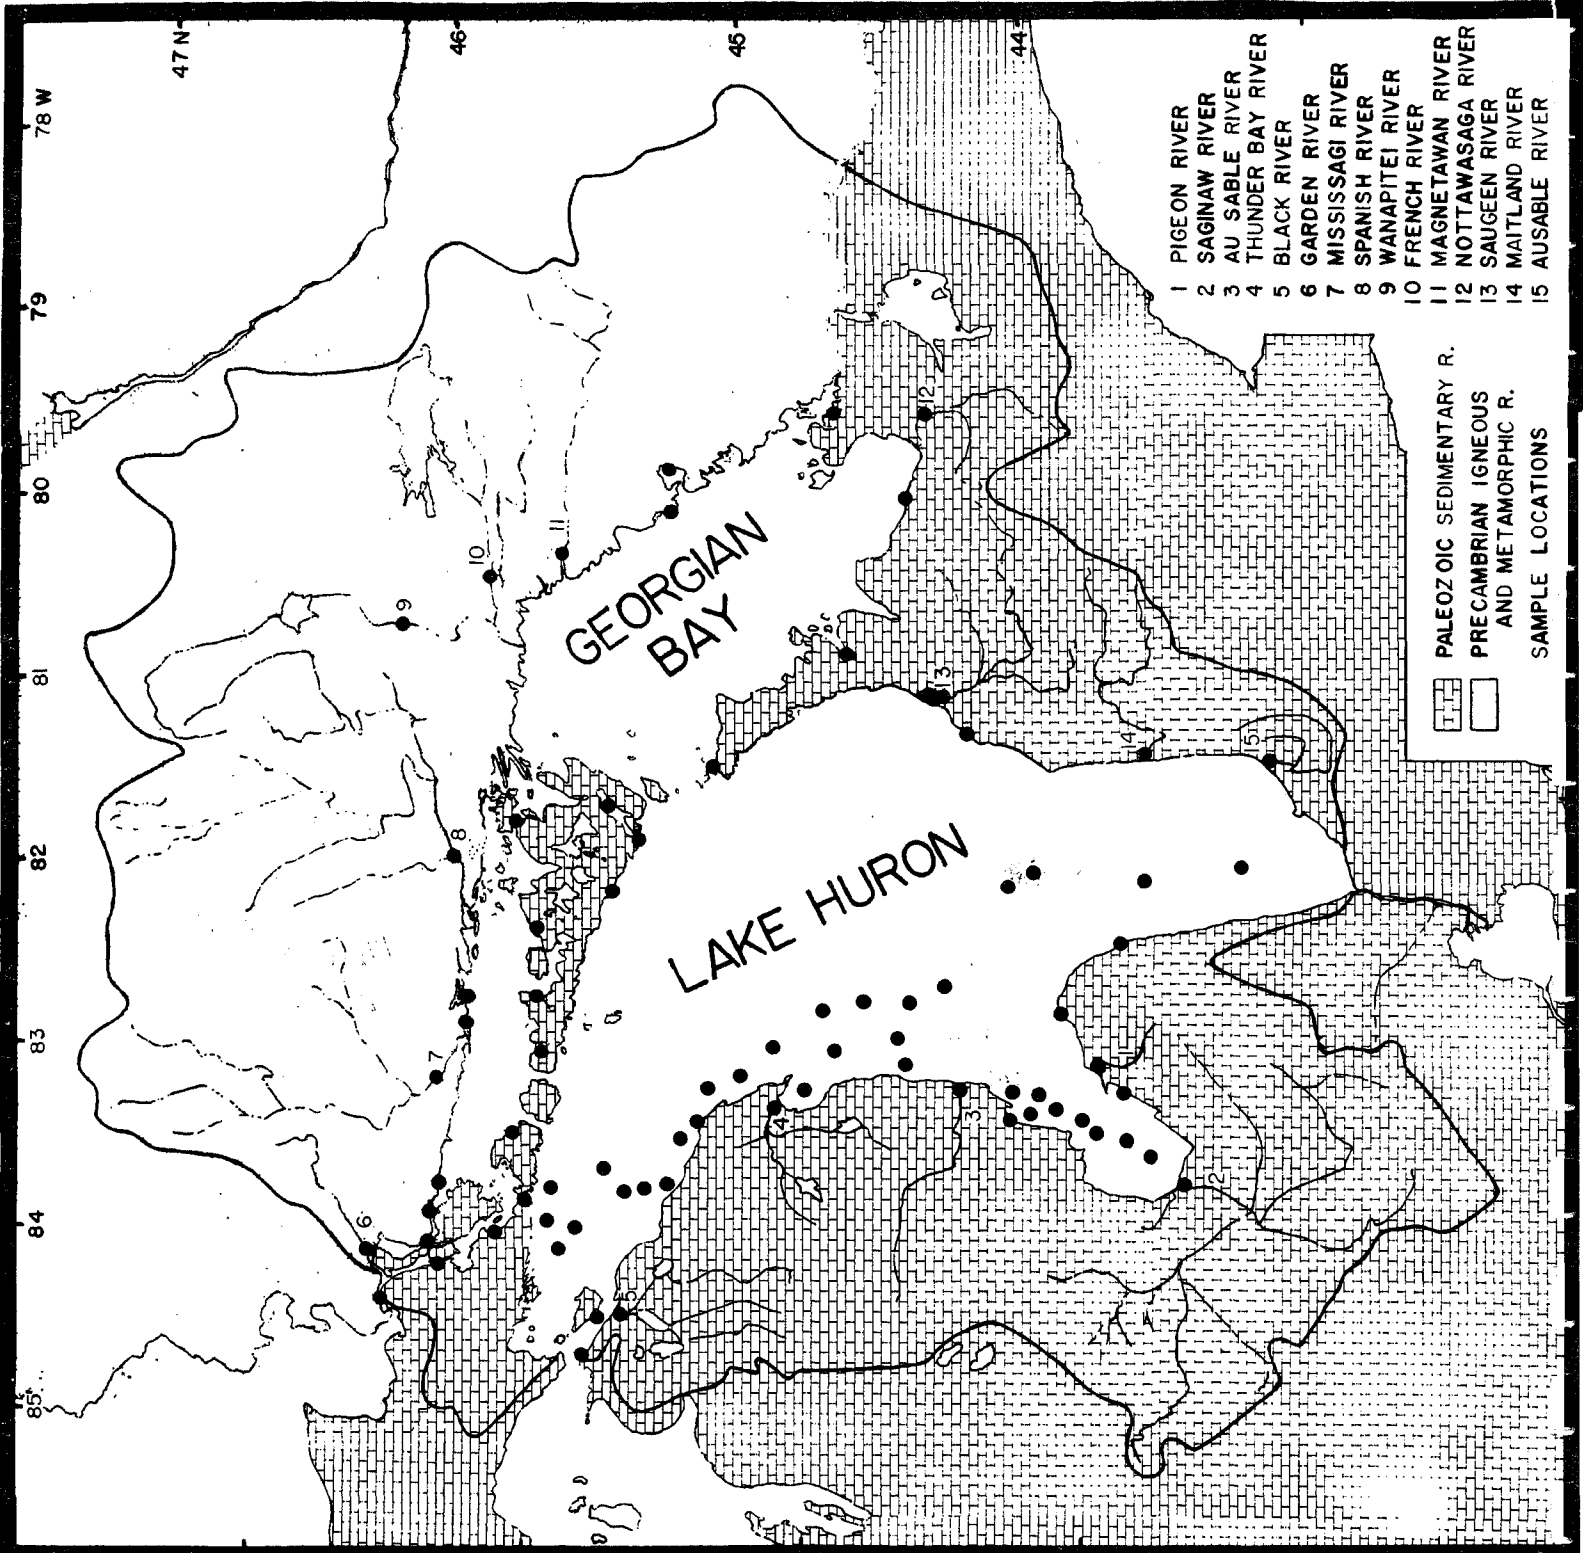 47 N
46
45
44
78 W
79
80
81
82
83
84
85
GEORGIAN
BAY
LAKE HURON
1
2
3
4
5
6
7
8
9
10
11
12
13
14
15
1 PIGEON RIVER
2 SAGINAW RIVER
3 AU SABLE RIVER
4 THUNDER BAY RIVER
5 BLACK RIVER
6 GARDEN RIVER
7 MISSISSAGI RIVER
8 SPANISH RIVER
9 WANAPITEI RIVER
10 FRENCH RIVER
11 MAGNETAWAN RIVER
12 NOTTAWASAGA RIVER
13 SAUGEEN RIVER
14 MAITLAND RIVER
15 AUSABLE RIVER
PALEOZOIC SEDIMENTARY R.
PRECAMBRIAN IGNEOUS
AND METAMORPHIC R.
SAMPLE LOCATIONS